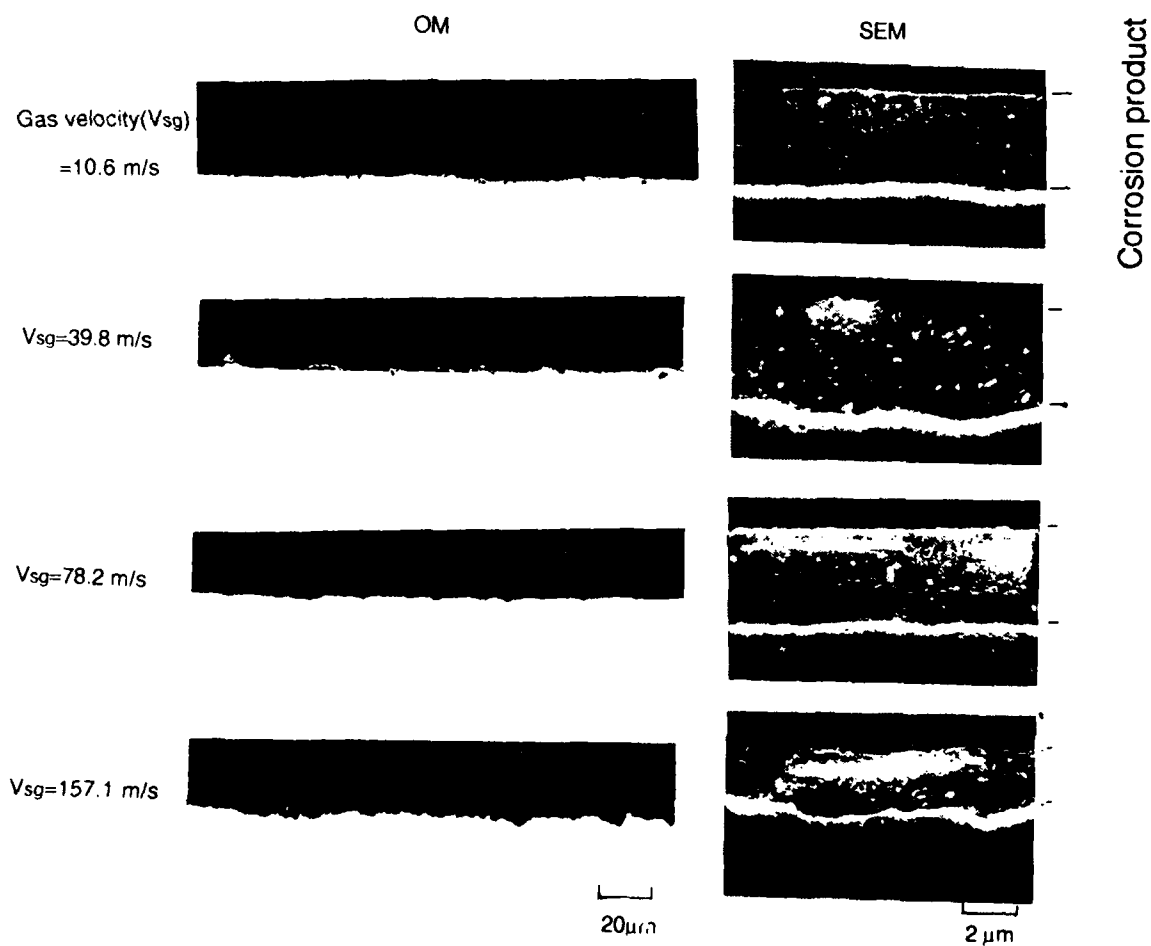 OM
SEM
Corrosion product
Gas velocity(Vsg)
=10.6 m/s
Vsg=39.8 m/s
Vsg=78.2 m/s
Vsg=157.1 m/s
20μm
2 μm